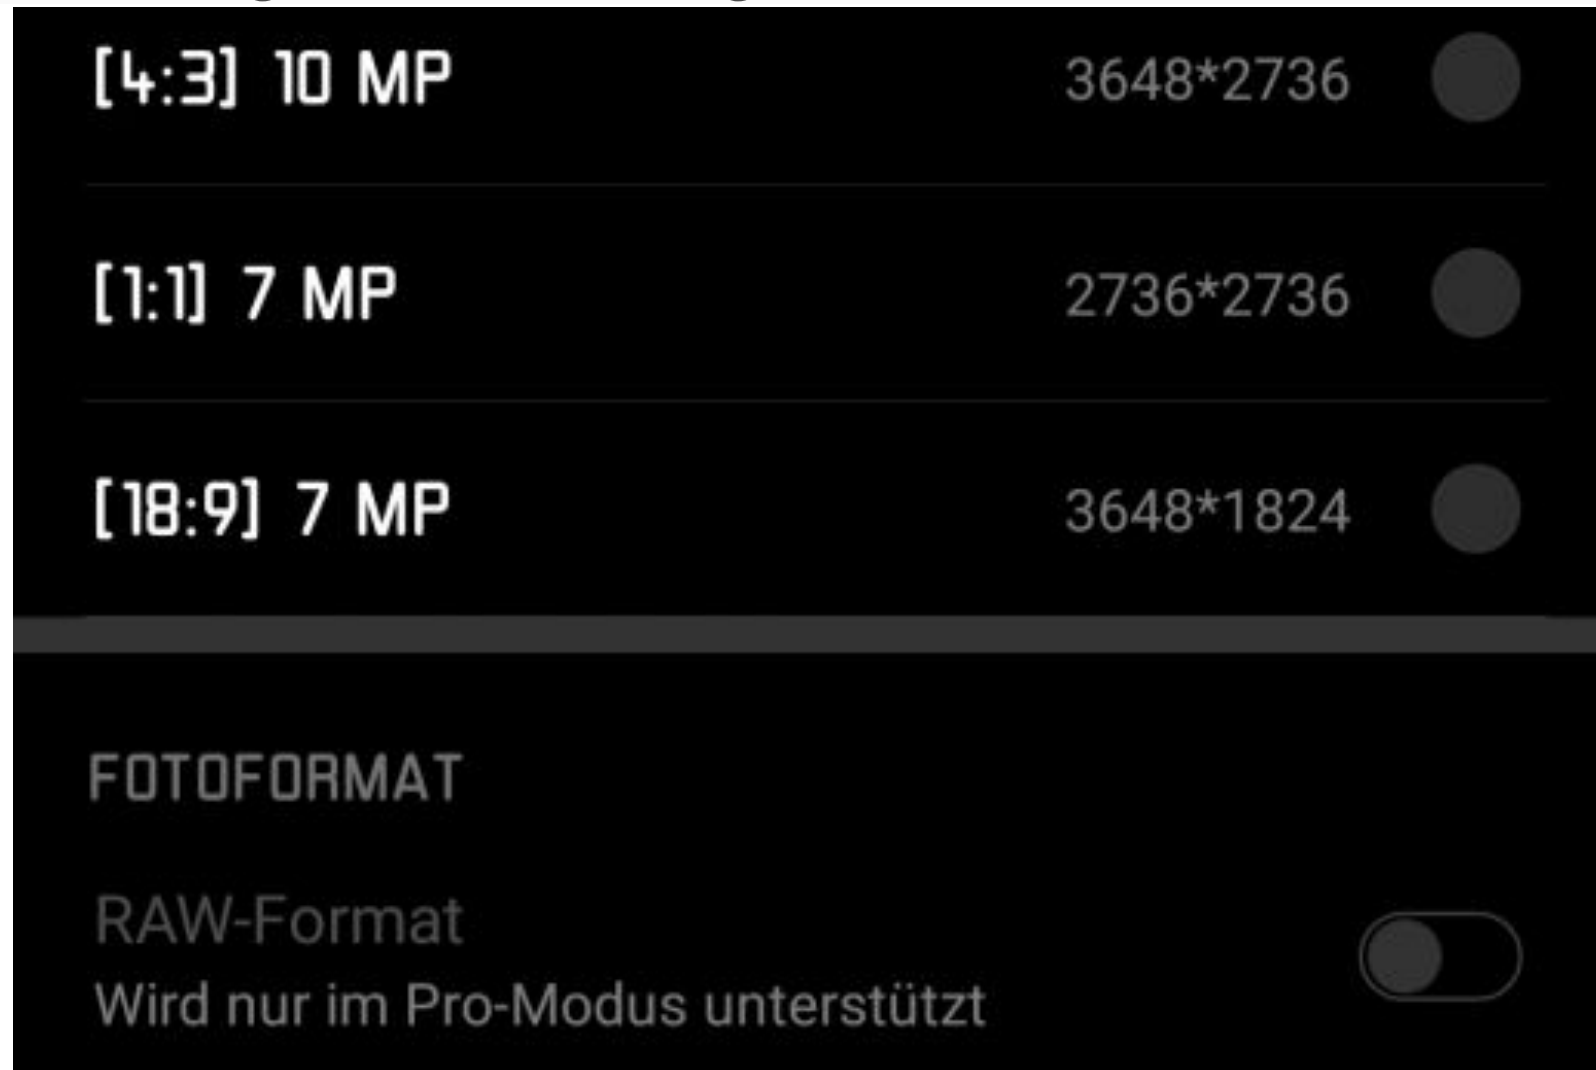 [4:3] 10 MP 3648*2736
[1:1] 7 MP 2736*2736
[18:9] 7 MP 3648*1824
FOTOFORMAT
RAW-Format
Wird nur im Pro-Modus unterstützt